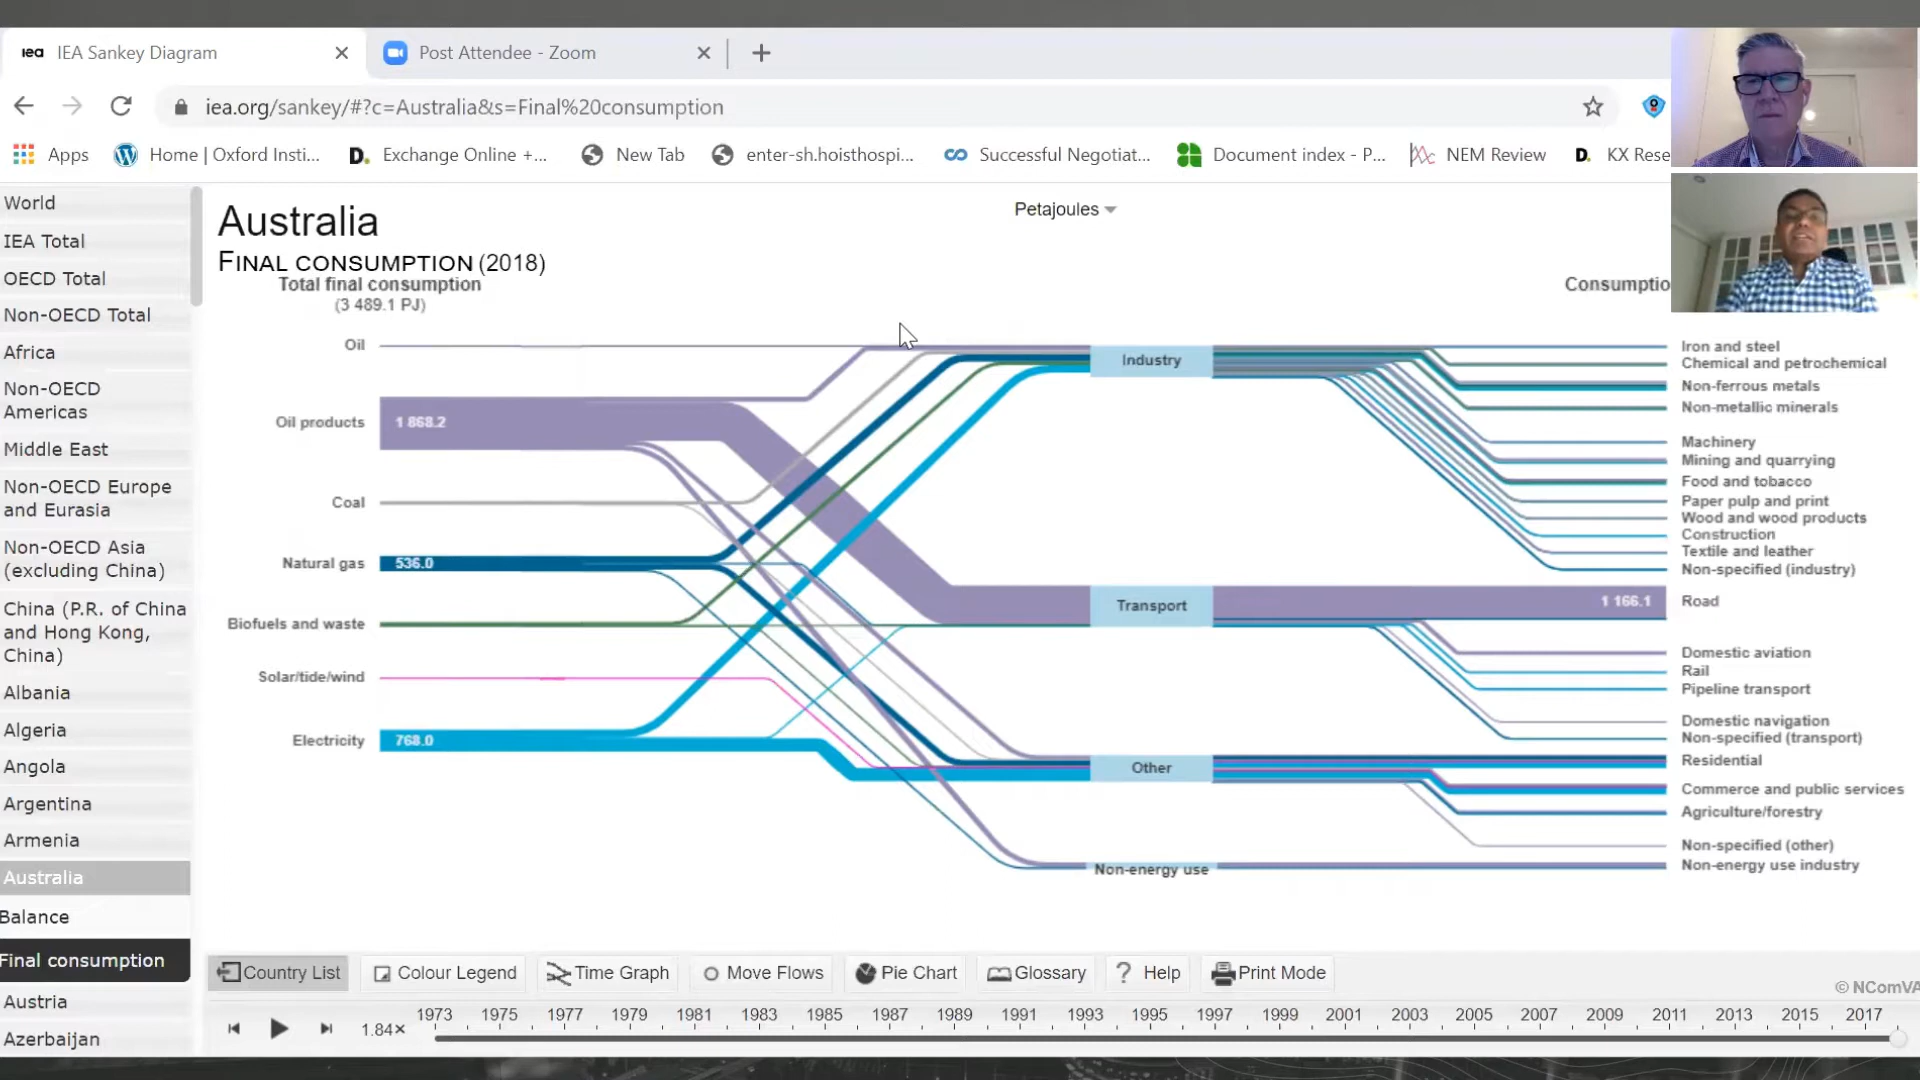 iea IEA Sankey Diagram
Post Attendee - Zoom
iea.org/sankey/#?c=Australia&s=Final%20consumption
Apps
Home | Oxford Insti...
D. Exchange Online +...
New Tab
enter-sh.hoisthospi...
Successful Negotiat...
Document index - P...
NEM Review
D. KX Rese
World
IEA Total
OECD Total
Non-OECD Total
Africa
Non-OECD
Americas
Middle East
Non-OECD Europe
and Eurasia
Non-OECD Asia
(excluding China)
China (P.R. of China
and Hong Kong,
China)
Albania
Algeria
Angola
Argentina
Armenia
Australia
Balance
Final consumption
Austria
Azerbaijan
Australia
FINAL CONSUMPTION (2018)
Petajoules
Total final consumption
(3 489.1 PJ)
Consumptio
Oil
Oil products
1 868.2
Coal
Natural gas
536.0
Biofuels and waste
Solar/tide/wind
Electricity
768.0
Industry
Transport
Other
Non-energy use
Iron and steel
Chemical and petrochemical
Non-ferrous metals
Non-metallic minerals
Machinery
Mining and quarrying
Food and tobacco
Paper pulp and print
Wood and wood products
Construction
Textile and leather
Non-specified (industry)
1 166.1
Road
Domestic aviation
Rail
Pipeline transport
Domestic navigation
Non-specified (transport)
Residential
Commerce and public services
Agriculture/forestry
Non-specified (other)
Non-energy use industry
Country List
Colour Legend
Time Graph
Move Flows
Pie Chart
Glossary
? Help
Print Mode
© NComVA
1.84×
1973 1975 1977 1979 1981 1983 1985 1987 1989 1991 1993 1995 1997 1999 2001 2003 2005 2007 2009 2011 2013 2015 2017